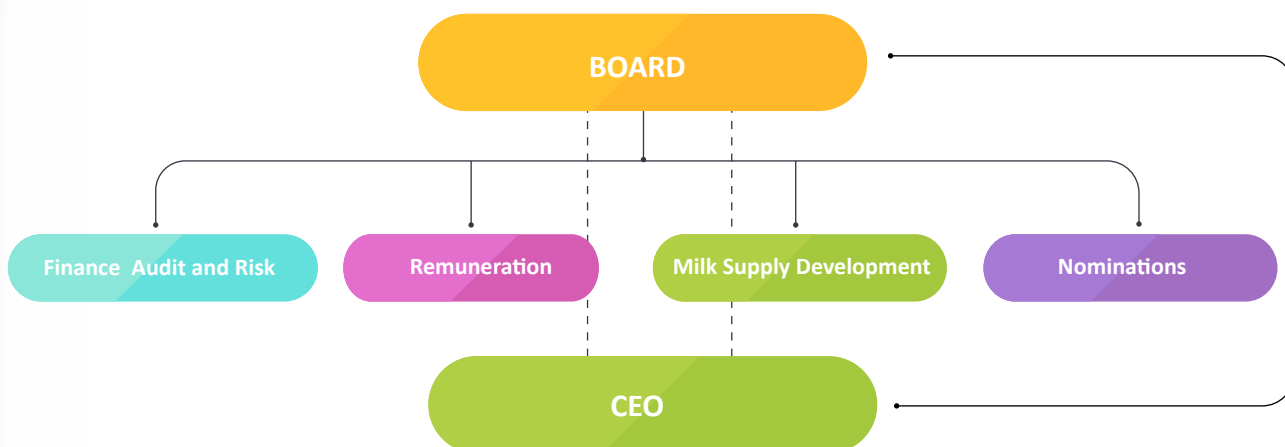 BOARD
Finance  Audit and Risk
Remuneration
Milk Supply Development
Nominations
CEO